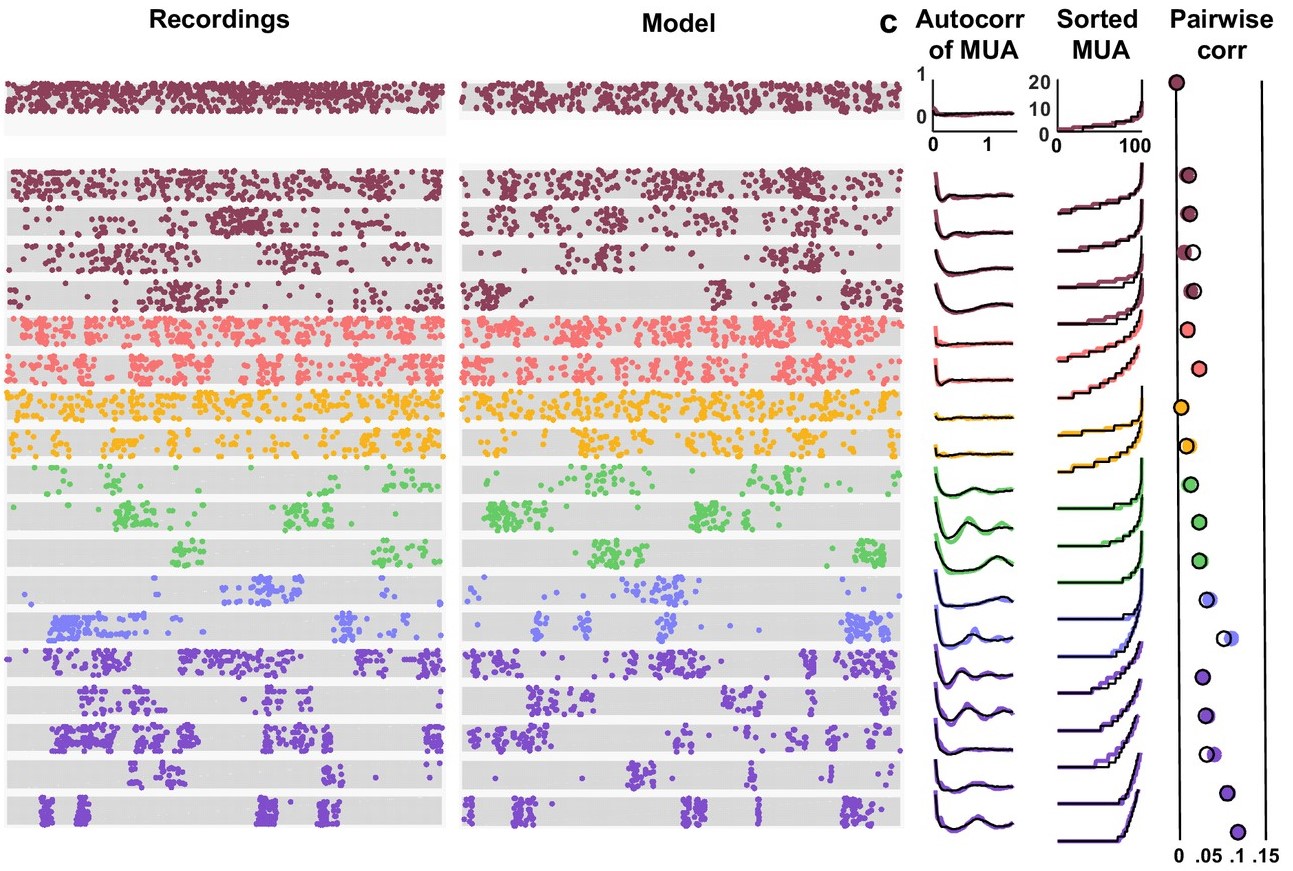 Recordings
Model
c
Autocorr
of MUA
Sorted
MUA
Pairwise
corr
1
0
0 1
20
10
0
0 100
0 .05 .1 .15